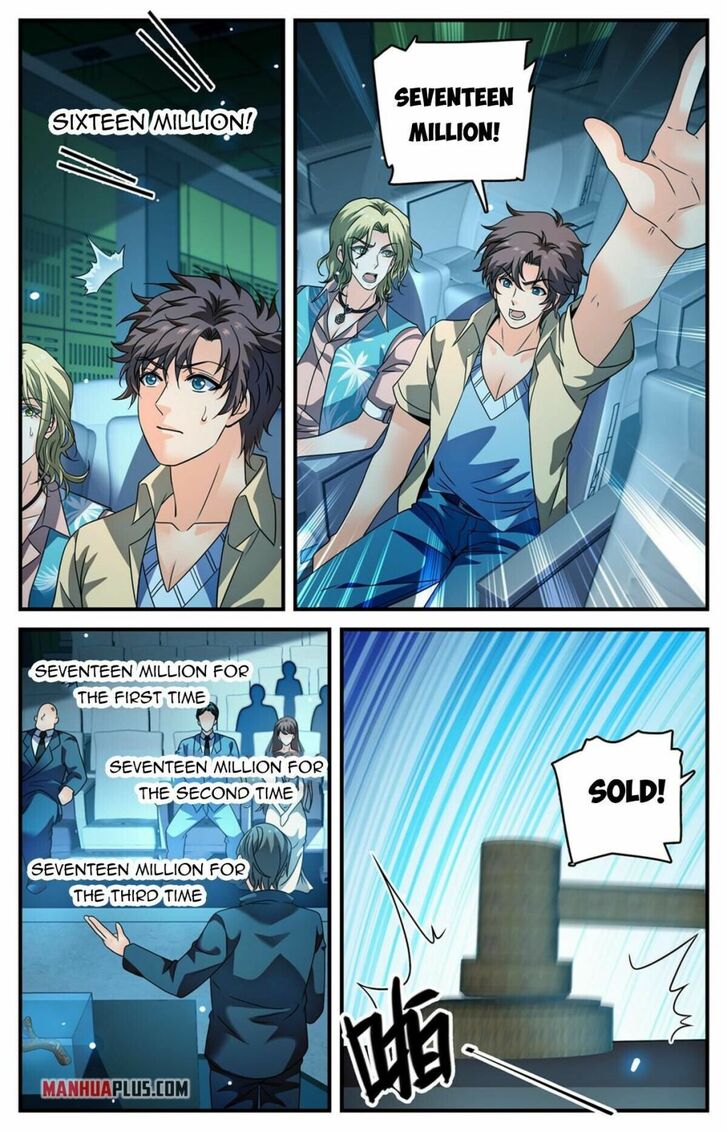 SIXTEEN MILLION!
SEVENTEEN
MILLION!
SEVENTEEN MILLION FOR
THE FIRST TIME
SEVENTEEN MILLION FOR
THE SECOND TIME
SEVENTEEN MILLION FOR
THE THIRD TIME
SOLD!
啪
MANHUAPLUS.COM